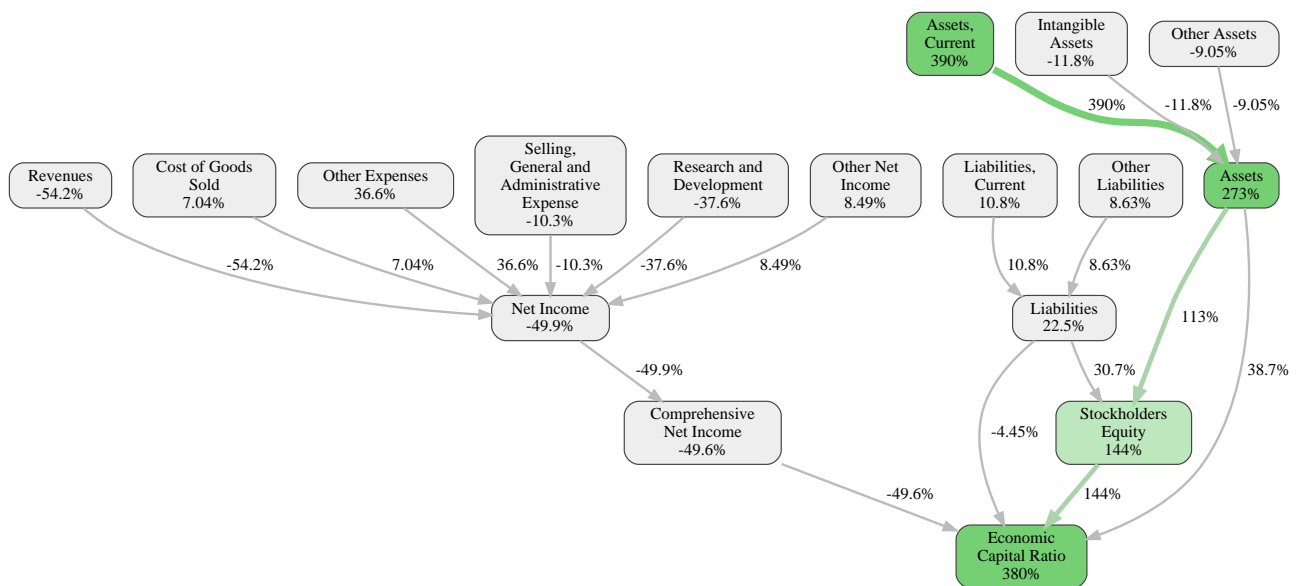 Assets,
Current
390%
Intangible
Assets
-11.8%
Other Assets
-9.05%
390%
-11.8%
-9.05%
Revenues
-54.2%
Cost of Goods
Sold
7.04%
Other Expenses
36.6%
Selling,
General and
Administrative
Expense
-10.3%
Research and
Development
-37.6%
Other Net
Income
8.49%
Liabilities,
Current
10.8%
Other
Liabilities
8.63%
Assets
273%
-54.2%
7.04%
36.6%
-10.3%
-37.6%
8.49%
10.8%
8.63%
Net Income
-49.9%
Liabilities
22.5%
113%
-49.9%
30.7%
38.7%
Comprehensive
Net Income
-49.6%
-4.45%
Stockholders
Equity
144%
-49.6%
144%
Economic
Capital Ratio
380%